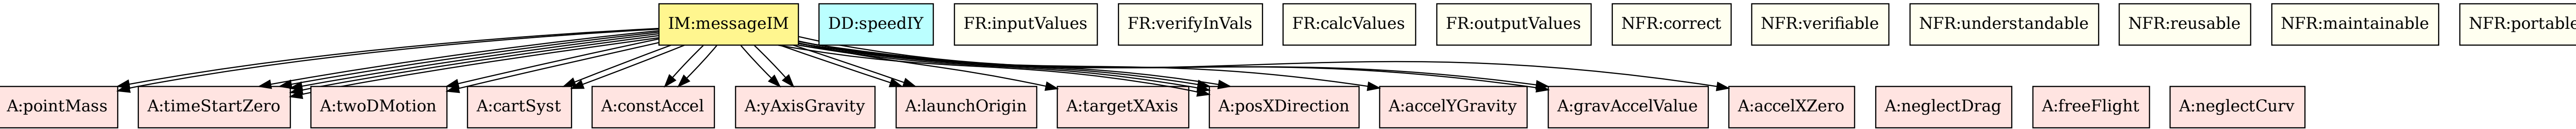 IM:messageIM
DD:speedIY
FR:inputValues
FR:verifyInVals
FR:calcValues
FR:outputValues
NFR:correct
NFR:verifiable
NFR:understandable
NFR:reusable
NFR:maintainable
NFR:portable
A:pointMass
A:timeStartZero
A:twoDMotion
A:cartSyst
A:constAccel
A:yAxisGravity
A:launchOrigin
A:targetXAxis
A:posXDirection
A:accelYGravity
A:gravAccelValue
A:accelXZero
A:neglectDrag
A:freeFlight
A:neglectCurv